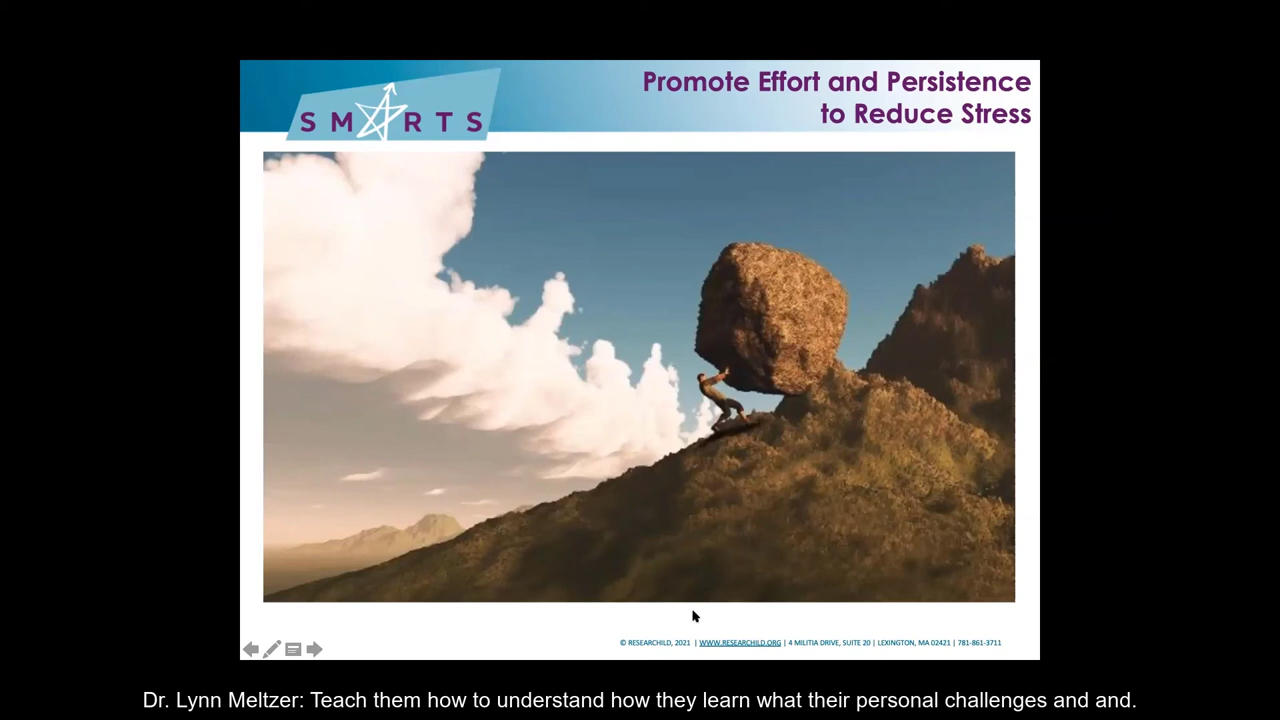 Promote Effort and Persistence
to Reduce Stress
SMARTS
© RESEARCHILD, 2021 | WWW.RESEARCHILD.ORG | 4 MILITIA DRIVE, SUITE 20 | LEXINGTON, MA 02421 | 781-861-3711
Dr. Lynn Meltzer: Teach them how to understand how they learn what their personal challenges and and.